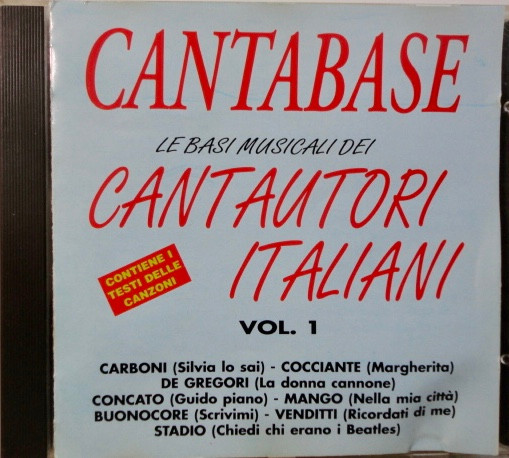 CANTABASE
LE BASI MUSICALI DEI
CANTAUTORI
ITALIANI
CONTIENE I
TESTI DELLE
CANZONI
VOL. 1
CARBONI (Silvia lo sai) - COCCIANTE (Margherita)
DE GREGORI (La donna cannone)
CONCATO (Guido piano) - MANGO (Nella mia città)
BUONOCORE (Scrivimi) - VENDITTI (Ricordati di me)
STADIO (Chiedi chi erano i Beatles)